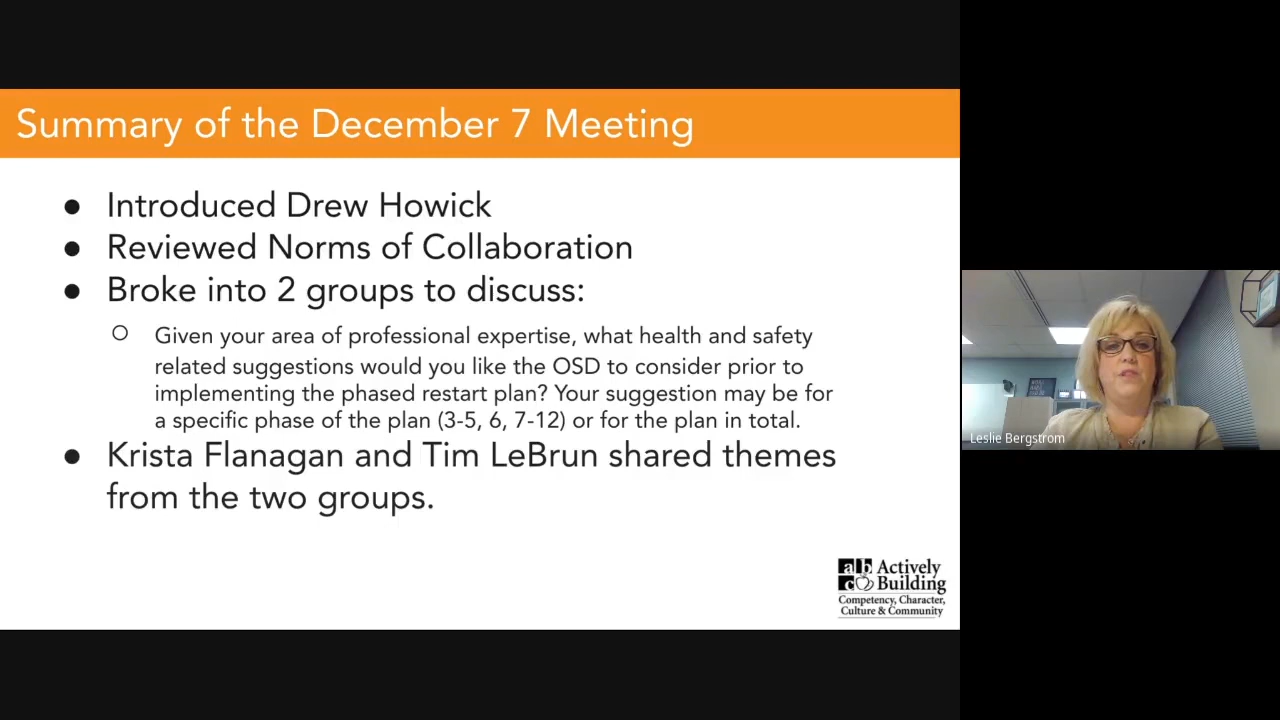 Summary of the December 7 Meeting
● Introduced Drew Howick
● Reviewed Norms of Collaboration
● Broke into 2 groups to discuss:
○ Given your area of professional expertise, what health and safety
related suggestions would you like the OSD to consider prior to
implementing the phased restart plan? Your suggestion may be for
a specific phase of the plan (3-5, 6, 7-12) or for the plan in total.
● Krista Flanagan and Tim LeBrun shared themes
from the two groups.
a b c Actively
Building
Competency, Character,
Culture & Community
Leslie Bergstrom